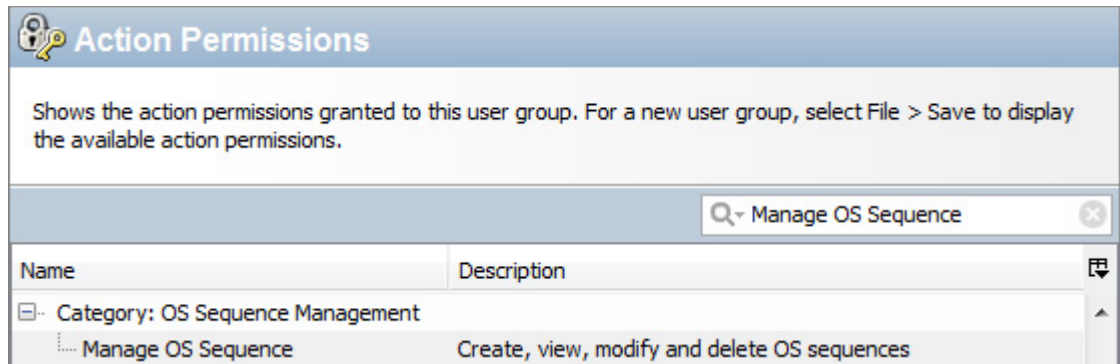 Action Permissions
Shows the action permissions granted to this user group. For a new user group, select File > Save to display
the available action permissions.
Manage OS Sequence
Name Description
Category: OS Sequence Management
Manage OS Sequence Create, view, modify and delete OS sequences